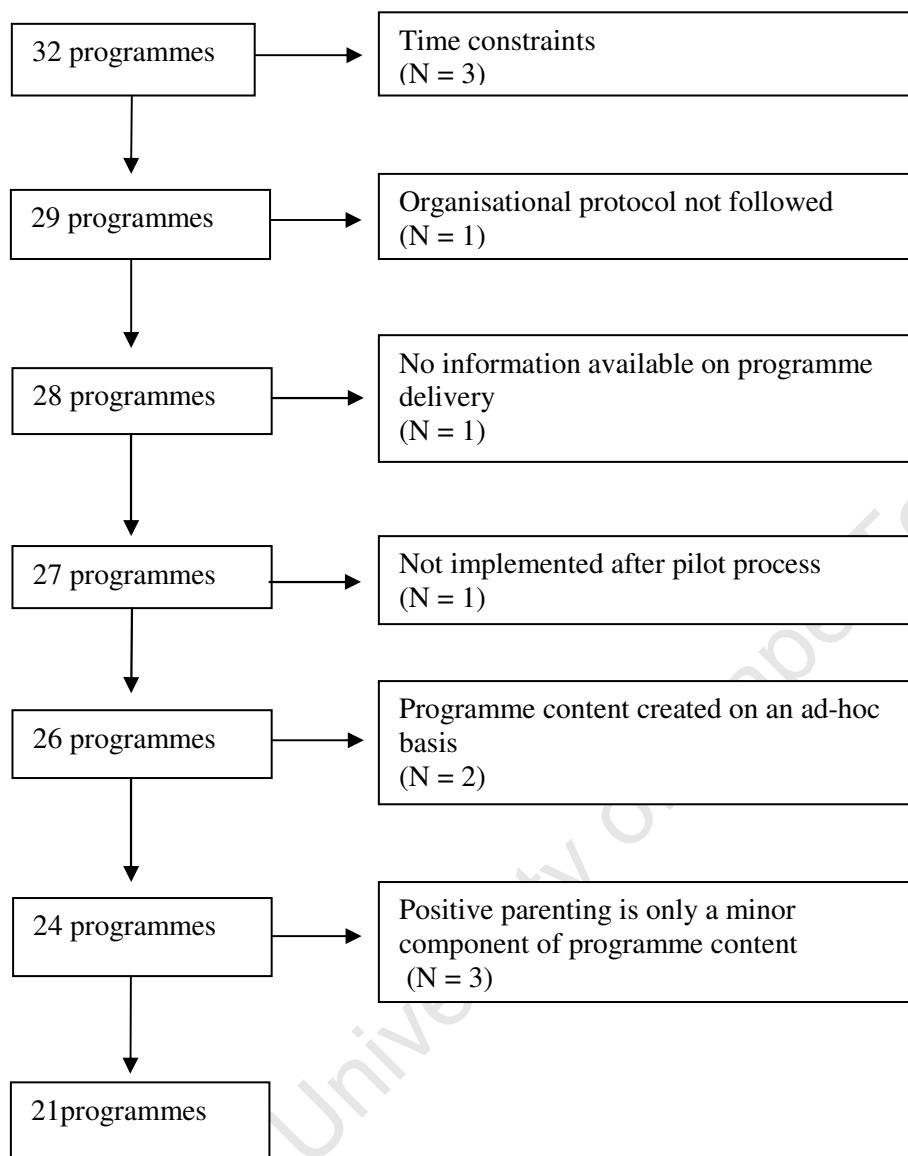 32 programmes
Time constraints
(N = 3)
29 programmes
Organisational protocol not followed
(N = 1)
28 programmes
No information available on programme
delivery
(N = 1)
27 programmes
Not implemented after pilot process
(N = 1)
26 programmes
Programme content created on an ad-hoc
basis
(N = 2)
24 programmes
Positive parenting is only a minor
component of programme content
(N = 3)
21programmes
University of